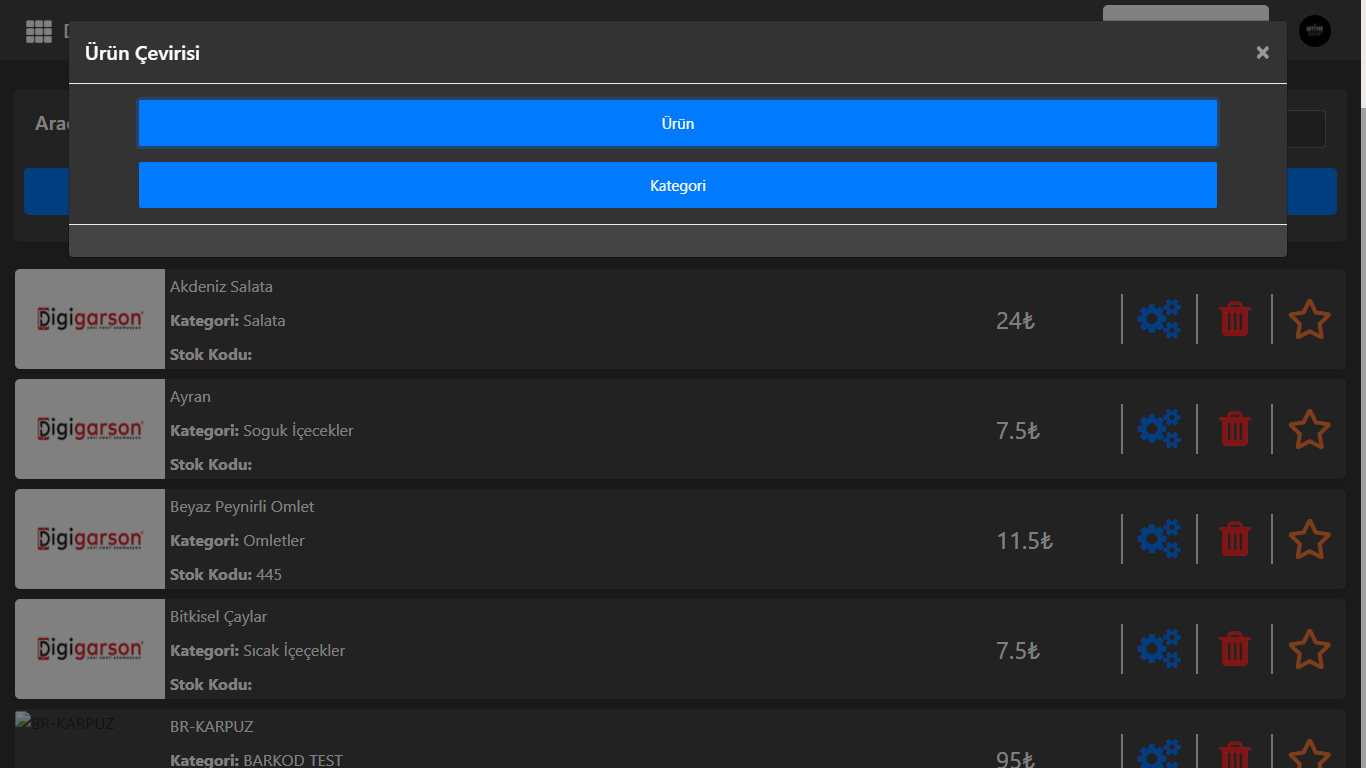 Ürün Çevirisi
×
Ürün
Kategori
Digigarson
Akdeniz Salata
Kategori: Salata
Stok Kodu:
24₺
Digigarson
Ayran
Kategori: Soguk İçecekler
Stok Kodu:
7.5₺
Digigarson
Beyaz Peynirli Omlet
Kategori: Omletler
Stok Kodu: 445
11.5₺
Digigarson
Bitkisel Çaylar
Kategori: Sıcak İçeçekler
Stok Kodu:
7.5₺
BR-KARPUZ
BR-KARPUZ
Kategori: BARKOD TEST
95₺